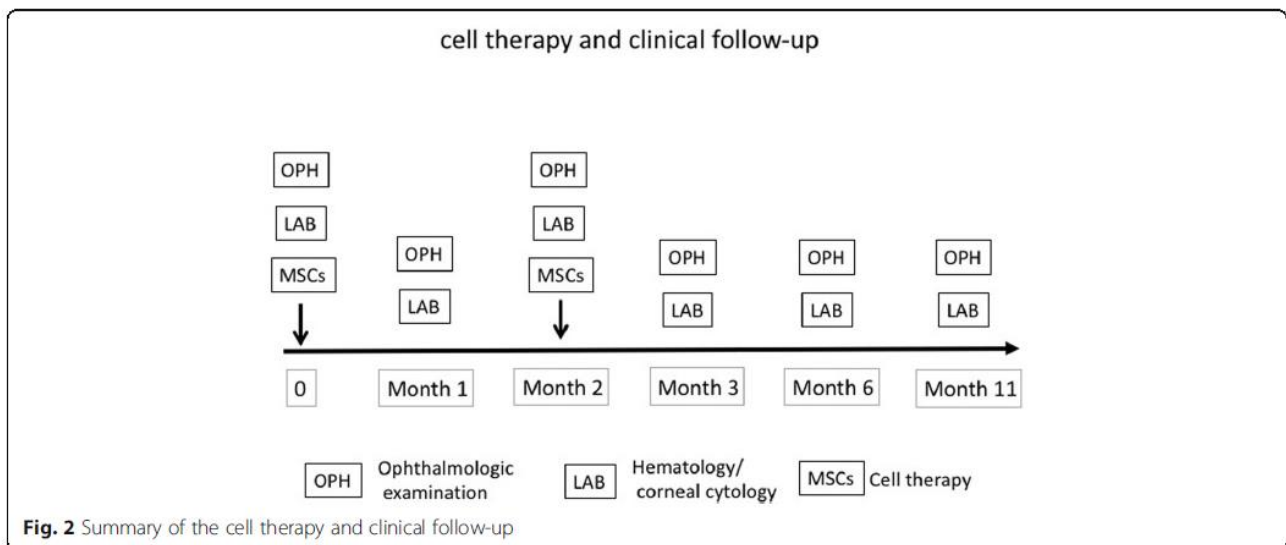 cell therapy and clinical follow-up
OPH
LAB
MSCs
OPH
LAB
OPH
LAB
MSCs
OPH
LAB
OPH
LAB
OPH
LAB
0
Month 1
Month 2
Month 3
Month 6
Month 11
OPH
Ophthalmologic
examination
LAB
Hematology/
corneal cytology
MSCs
Cell therapy
Fig. 2 Summary of the cell therapy and clinical follow-up